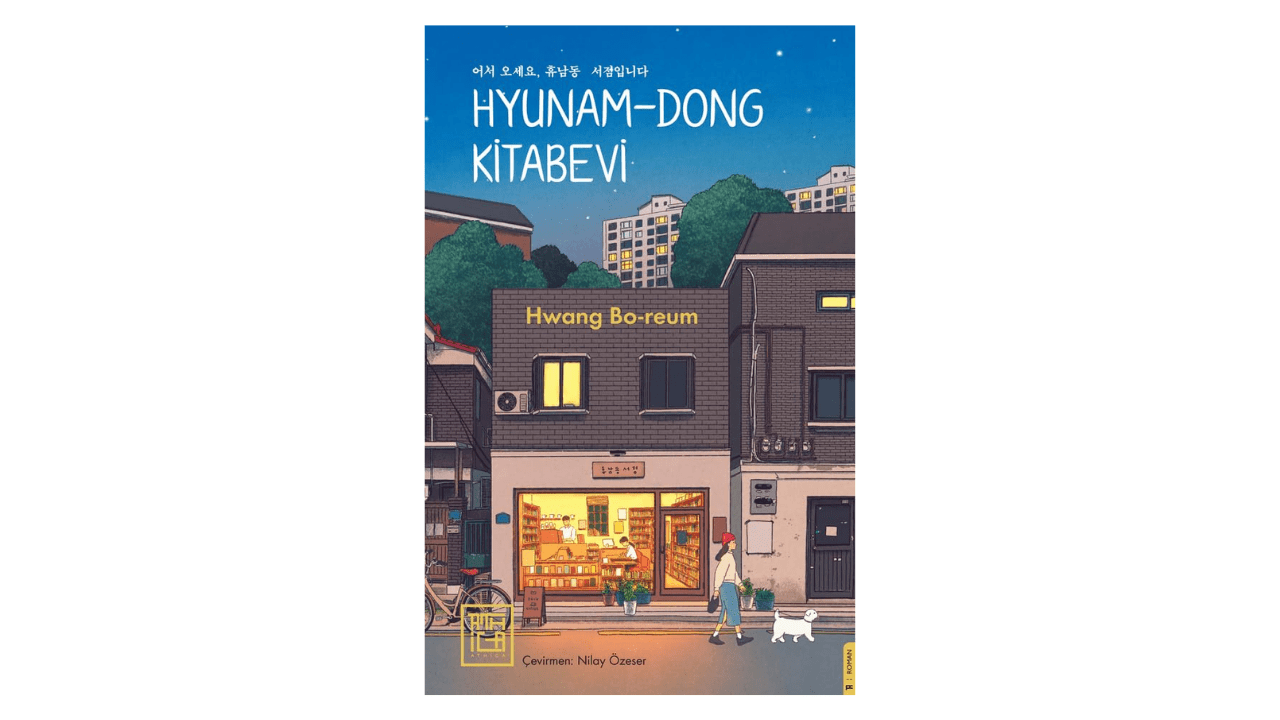 어서 오세요, 휴남동 서점입니다
HYUNAM–DONG
KİTABEVİ
Hwang Bo-reum
휴남동서점
ATHICA
Çevirmen: Nilay Özeser
ROMAN